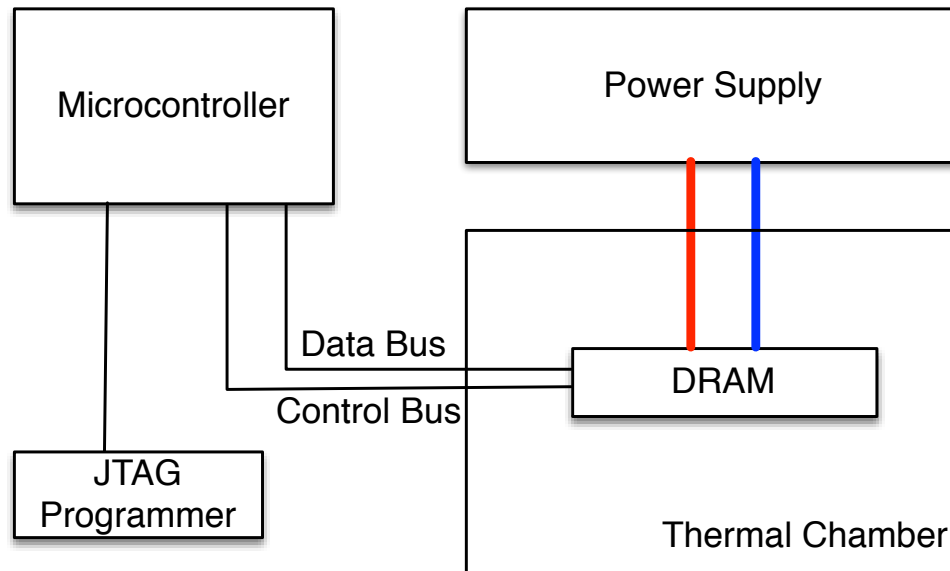 Microcontroller
Power Supply
Data Bus
DRAM
Control Bus
JTAG
Programmer
Thermal Chamber